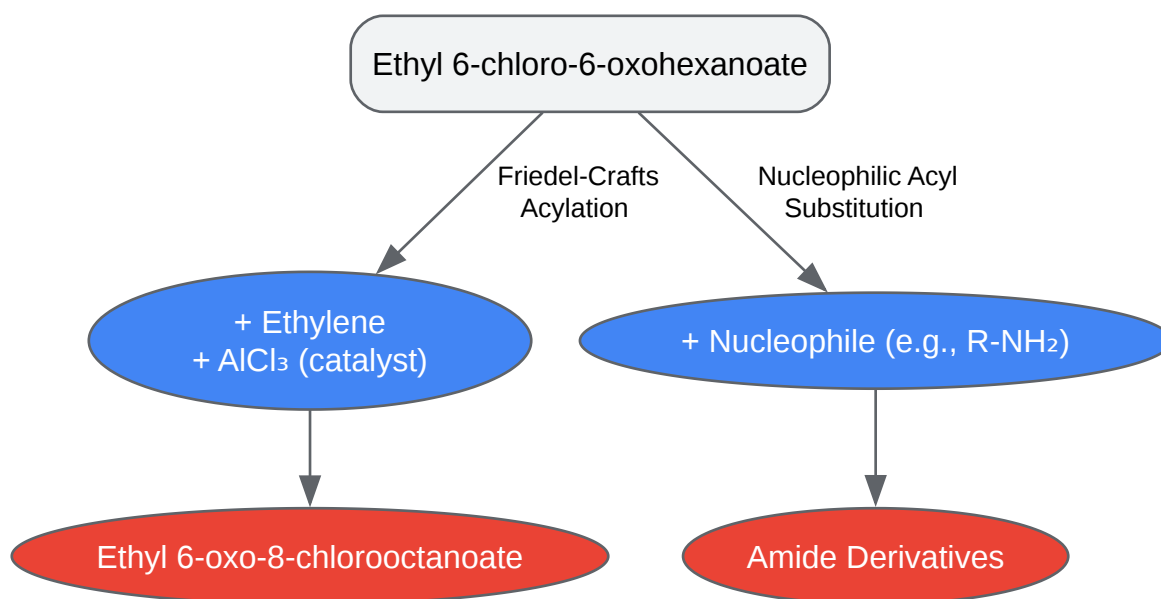 Ethyl 6-chloro-6-oxohexanoate
Friedel-Crafts
Acylation
Nucleophilic Acyl
Substitution
+ Ethylene
+ AlCl₃ (catalyst)
+ Nucleophile (e.g., R-NH₂)
Ethyl 6-oxo-8-chlorooctanoate
Amide Derivatives